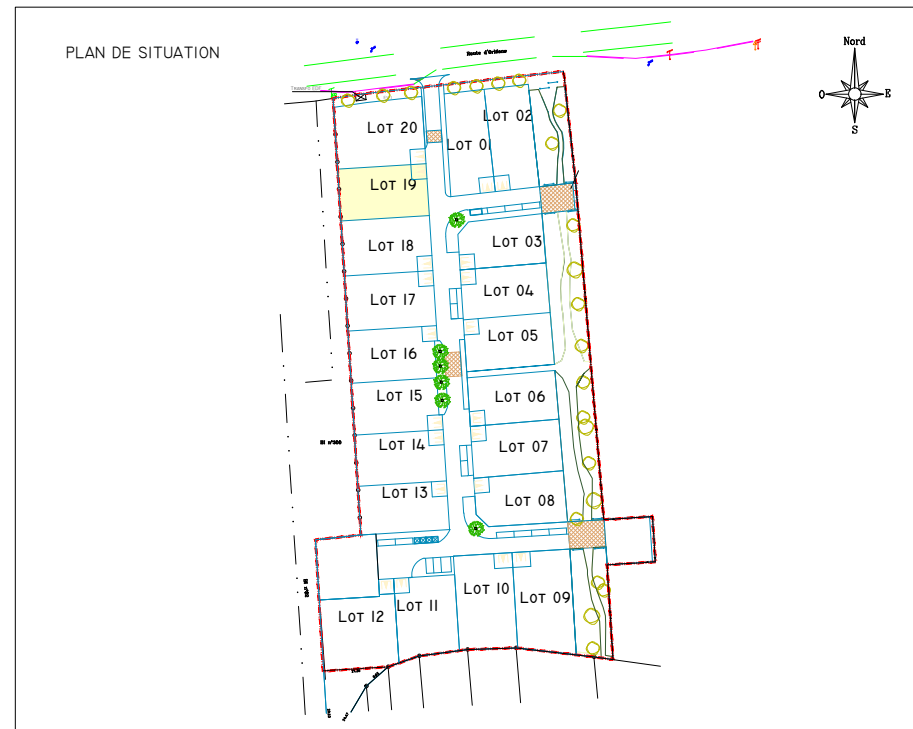 PLAN DE SITUATION
Route d'Orléans
Nord
O
E
S
LOT 20
LOT 01
LOT 02
LOT 19
LOT 18
LOT 03
LOT 17
LOT 04
LOT 16
LOT 05
LOT 15
LOT 06
LOT 14
LOT 07
LOT 13
LOT 08
LOT 12
LOT 11
LOT 10
LOT 09